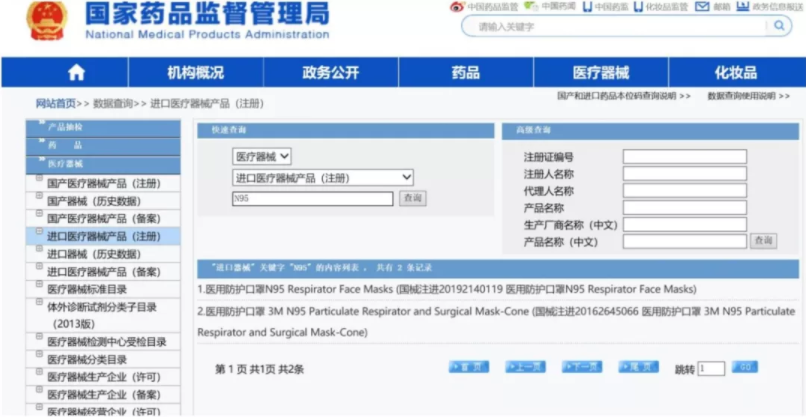 国家药品监督管理局
National Medical Products Administration
中国药品监管 中国药闻 中国药监 化妆品监管 邮箱 政务信息报送
请输入关键字
机构概况 政务公开 药品 医疗器械 化妆品
网站首页>> 数据查询>> 进口医疗器械产品（注册）
国产和进口药品本位码查询说明 >> 数据查询使用说明 >>
产品抽检
药 品
医疗器械
国产医疗器械产品（注册）
国产器械（历史数据）
国产医疗器械产品（备案）
进口医疗器械产品（注册）
进口器械（历史数据）
进口医疗器械产品（备案）
医疗器械标准目录
体外诊断试剂分类子目录
（2013版）
医疗器械检测中心受检目录
医疗器械分类目录
医疗器械生产企业（许可）
医疗器械生产企业（备案）
医疗器械经营企业（许可）
快速查询
医疗器械
进口医疗器械产品（注册）
N95 查询
高级查询
注册证编号
注册人名称
代理人名称
产品名称
生产厂商名称（中文）
产品名称（中文） 查询
"进口器械" 关键字 "N95" 的内容列表 ， 共有 2 条记录
1.医用防护口罩N95 Respirator Face Masks (国械注进20192140119 医用防护口罩N95 Respirator Face Masks)
2.医用防护口罩 3M N95 Particulate Respirator and Surgical Mask-Cone (国械注进20162645066 医用防护口罩 3M N95 Particulate
Respirator and Surgical Mask-Cone)
第 1 页 共1页 共2条 首页 上一页 下一页 尾页 跳转 1 GO